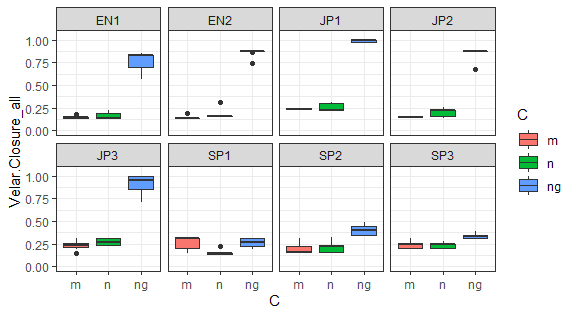 EN1 EN2 JP1 JP2
1.00
0.75
0.50
0.25
0.00
JP3 SP1 SP2 SP3
1.00
0.75
0.50
0.25
0.00
m n ng m n ng m n ng m n ng
C
Velar.Closure_all
C
m
n
ng